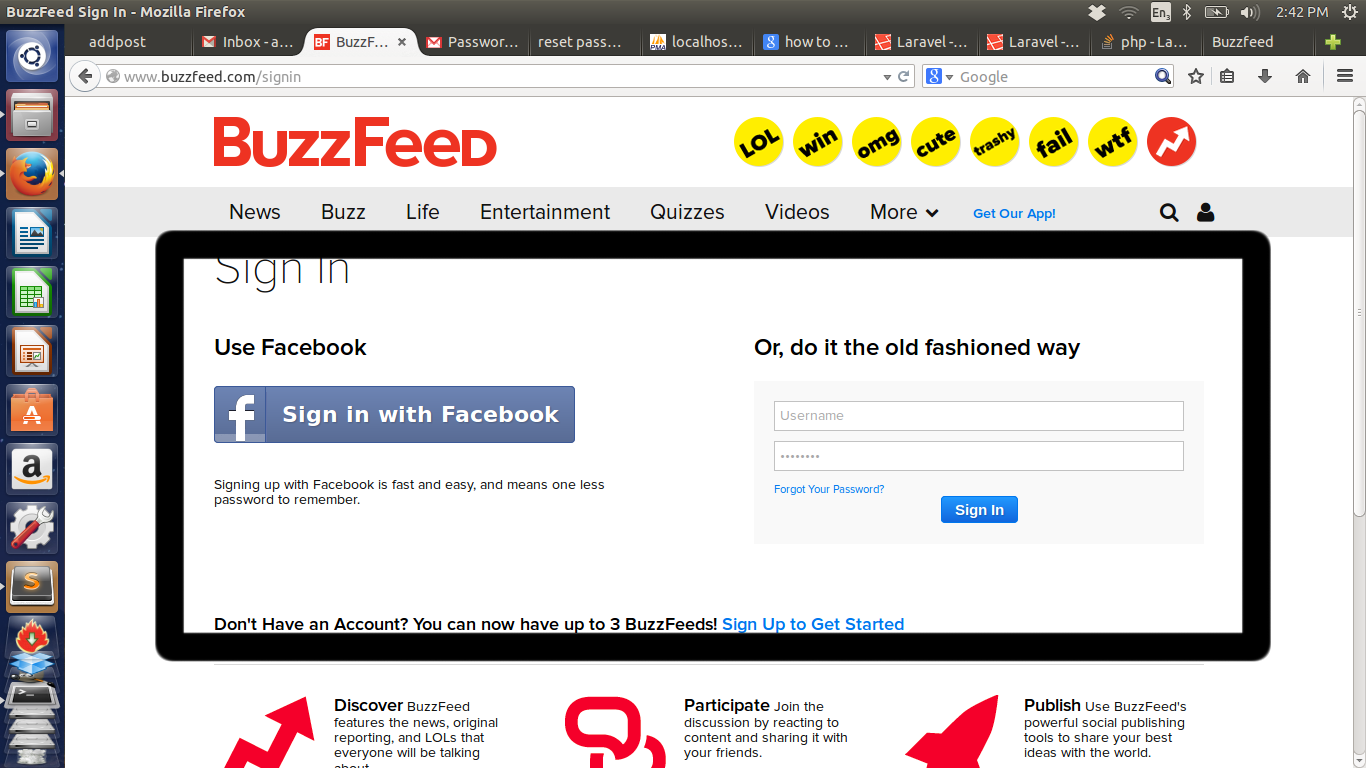 BuzzFeed Sign In - Mozilla Firefox
En3
2:42 PM
addpost
Inbox - a...
BF BuzzF...
Passwor...
reset pass...
PMA localhos...
how to ...
Laravel -...
Laravel -...
php - La...
Buzzfeed
www.buzzfeed.com/signin
Google
BuzzFeed
LOL
win
omg
cute
trashy
fail
wtf
News
Buzz
Life
Entertainment
Quizzes
Videos
More
Get Our App!
Sign In
Use Facebook
f Sign in with Facebook
Signing up with Facebook is fast and easy, and means one less
password to remember.
Or, do it the old fashioned way
Username
••••••••
Forgot Your Password?
Sign In
Don't Have an Account? You can now have up to 3 BuzzFeeds! Sign Up to Get Started
Discover BuzzFeed
features the news, original
reporting, and LOLs that
everyone will be talking
about
Participate Join the
discussion by reacting to
content and sharing it with
your friends.
Publish Use BuzzFeed's
powerful social publishing
tools to share your best
ideas with the world.